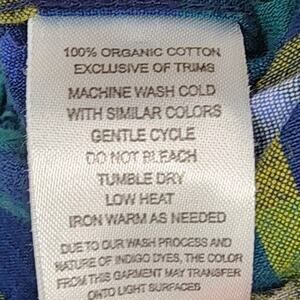 100% ORGANIC COTTON
EXCLUSIVE OF TRIMS
MACHINE WASH COLD
WITH SIMILAR COLORS
GENTLE CYCLE
DO NOT BLEACH
TUMBLE DRY
LOW HEAT
IRON WARM AS NEEDED
DUE TO OUR WASH PROCESS AND
NATURE OF INDIGO DYES, THE COLOR
FROM THIS GARMENT MAY TRANSFER
ONTO LIGHT SURFACES